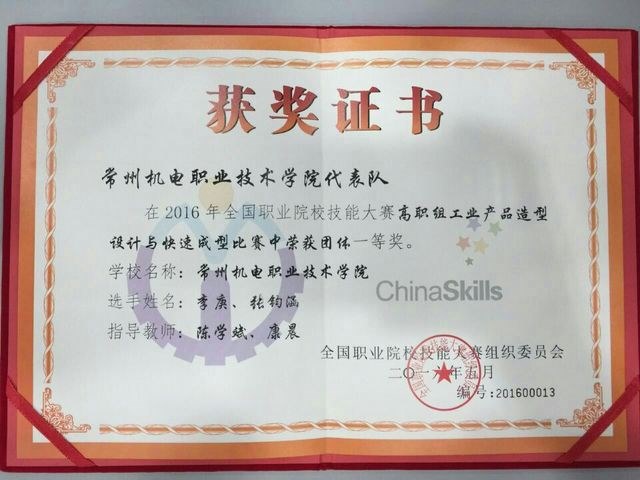 获奖证书
常州机电职业技术学院代表队
在2016年全国职业院校技能大赛高职组工业产品造型
设计与快速成型比赛中荣获团体一等奖。
学校名称：常州机电职业技术学院
选手姓名：李庚、张钧涵
指导教师：陈学斌、康晨
ChinaSkills
全国职业院校技能大赛组织委员会
二〇一六年五月
编号:201600013